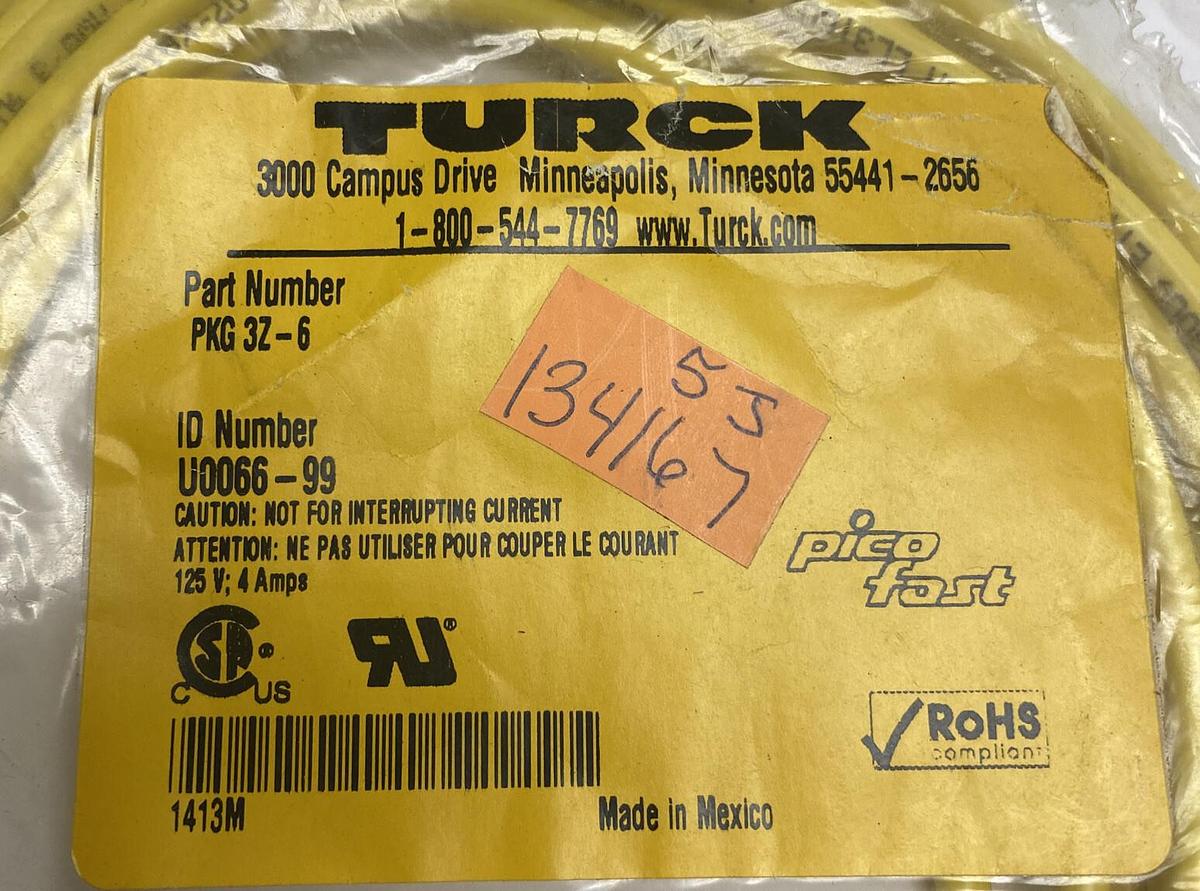 TURCK
3000 Campus Drive Minneapolis, Minnesota 55441-2656
1-800-544-7769 www.Turck.com
Part Number
PKG 3Z-6
5 J
134167
ID Number
U0066-99
CAUTION: NOT FOR INTERRUPTING CURRENT
ATTENTION: NE PAS UTILISER POUR COUPER LE COURANT
125 V; 4 Amps
pico
fast
C US
RoHS
compliant
1413M
Made in Mexico